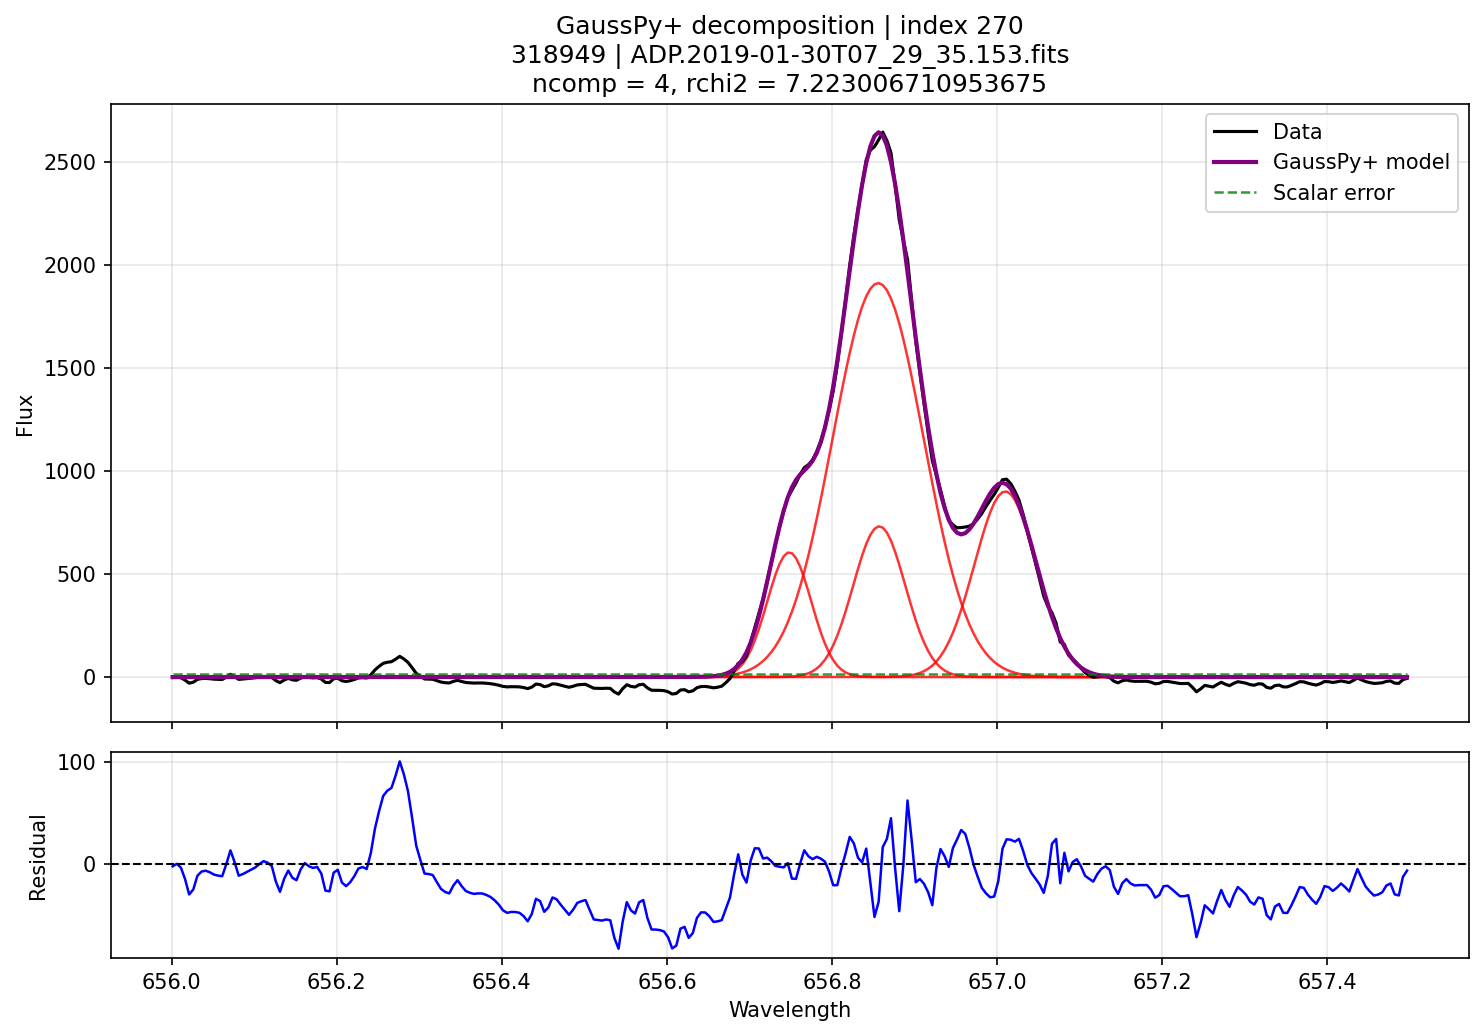 GaussPy+ decomposition | index 270
318949 | ADP.2019-01-30T07_29_35.153.fits
ncomp = 4, rchi2 = 7.223006710953675
Data
GaussPy+ model
Scalar error
Flux
2500
2000
1500
1000
500
0
Residual
100
0
656.0 656.2 656.4 656.6 656.8 657.0 657.2 657.4
Wavelength